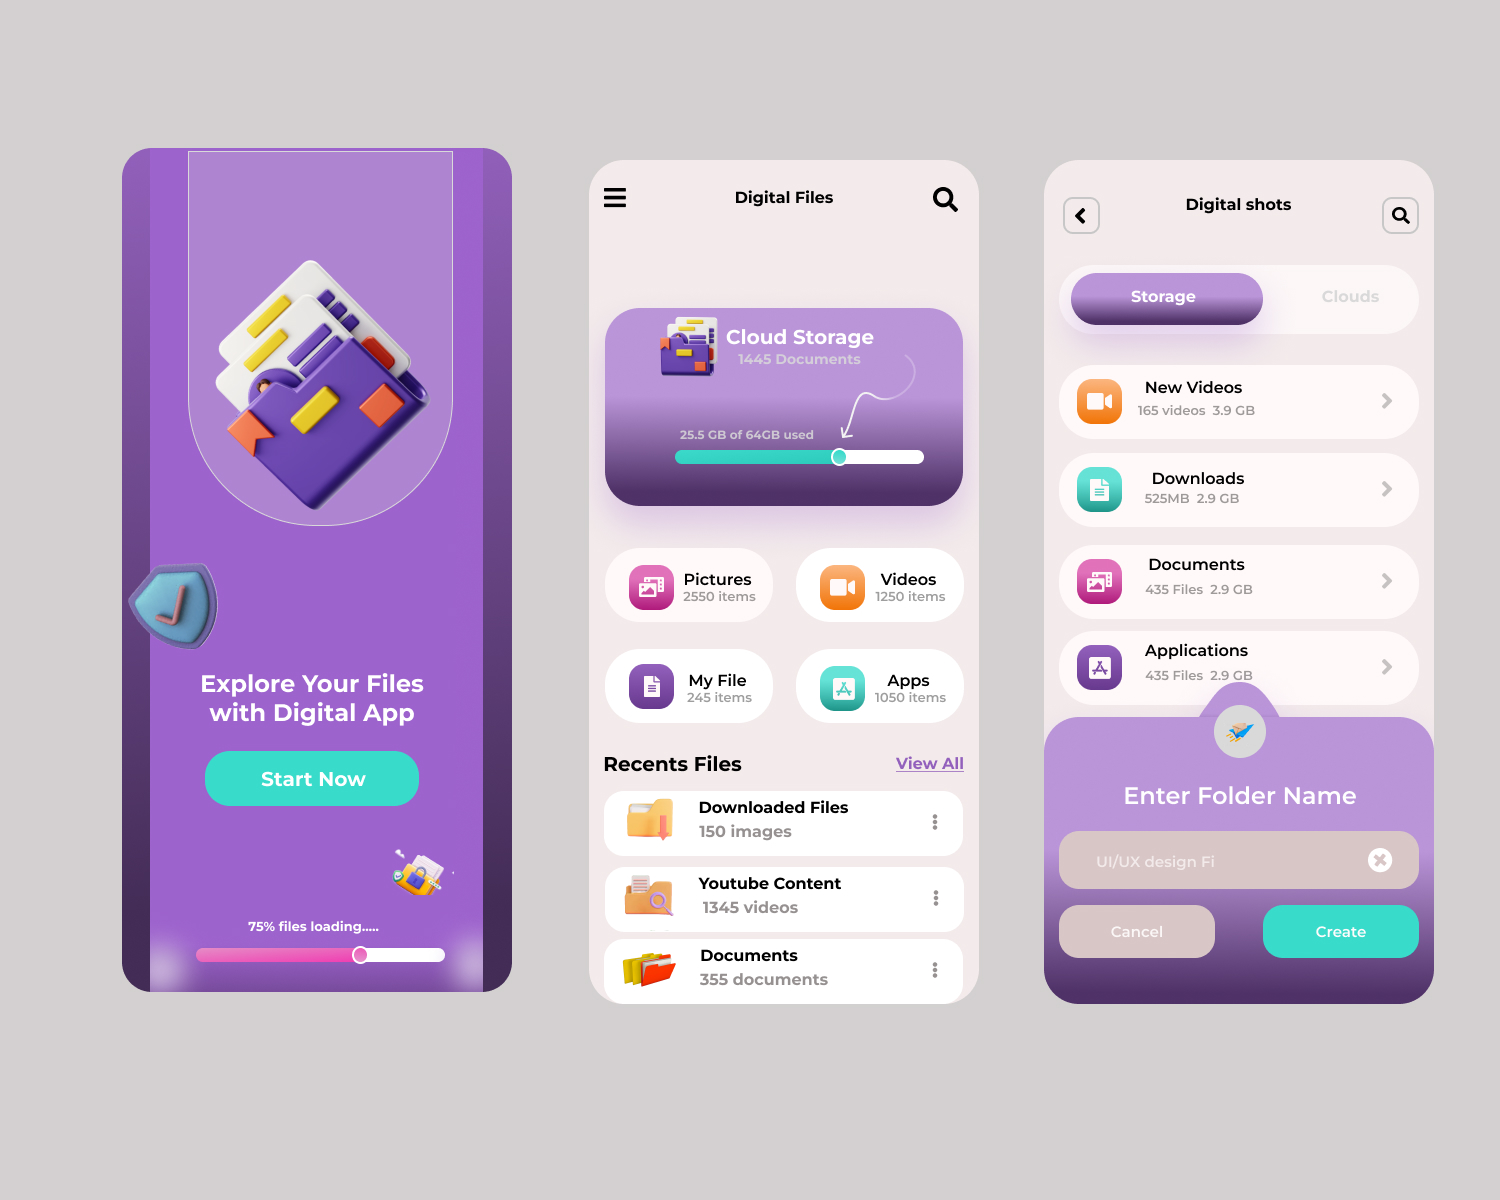 Explore Your Files
with Digital App
Start Now
75% files loading.....
Digital Files
Cloud Storage
1445 Documents
25.5 GB of 64GB used
Pictures
2550 items
Videos
1250 items
My File
245 items
Apps
1050 items
Recents Files
View All
Downloaded Files
150 images
Youtube Content
1345 videos
Documents
355 documents
Digital shots
Storage
Clouds
New Videos
165 videos 3.9 GB
Downloads
525MB 2.9 GB
Documents
435 Files 2.9 GB
Applications
435 Files 2.9 GB
Enter Folder Name
UI/UX design Fi
Cancel
Create